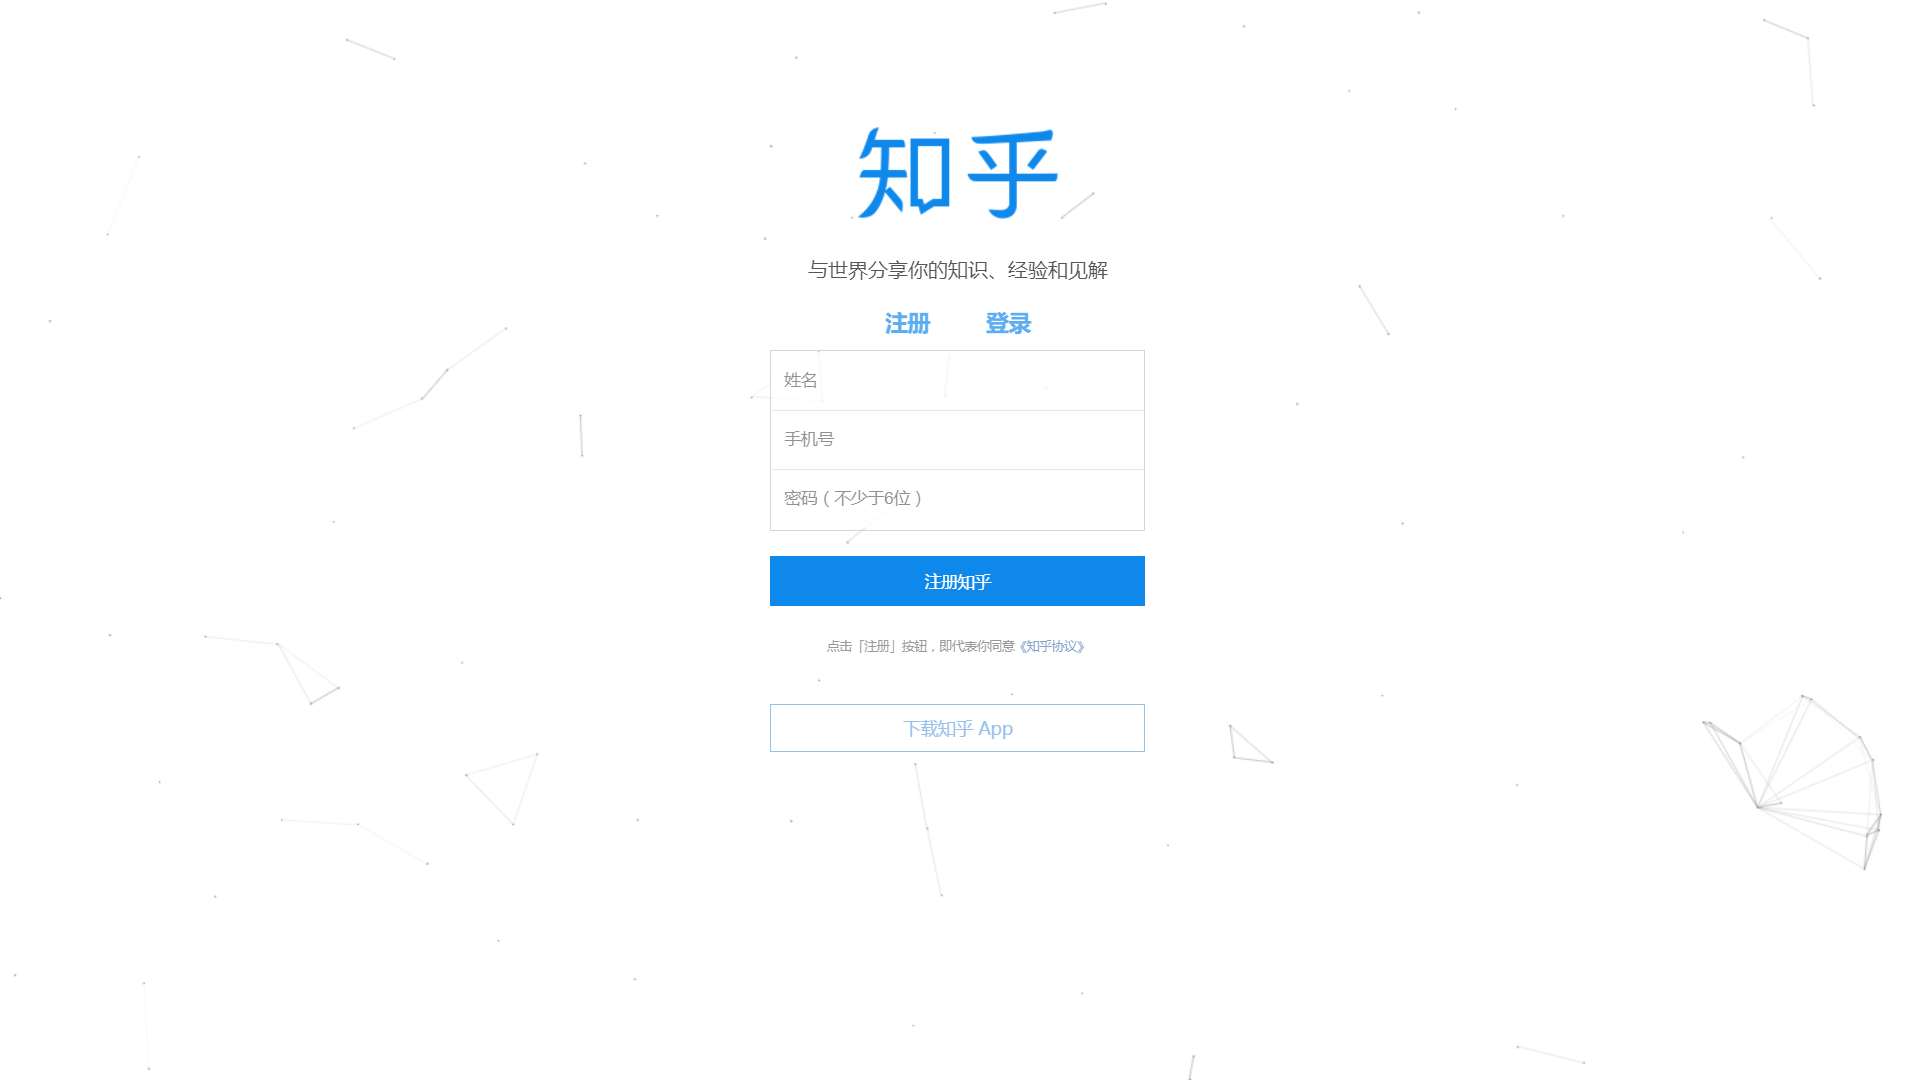 知乎
与世界分享你的知识、经验和见解
注册 登录
姓名
手机号
密码（不少于6位）
注册知乎
点击「注册」按钮，即代表你同意《知乎协议》
下载知乎 App